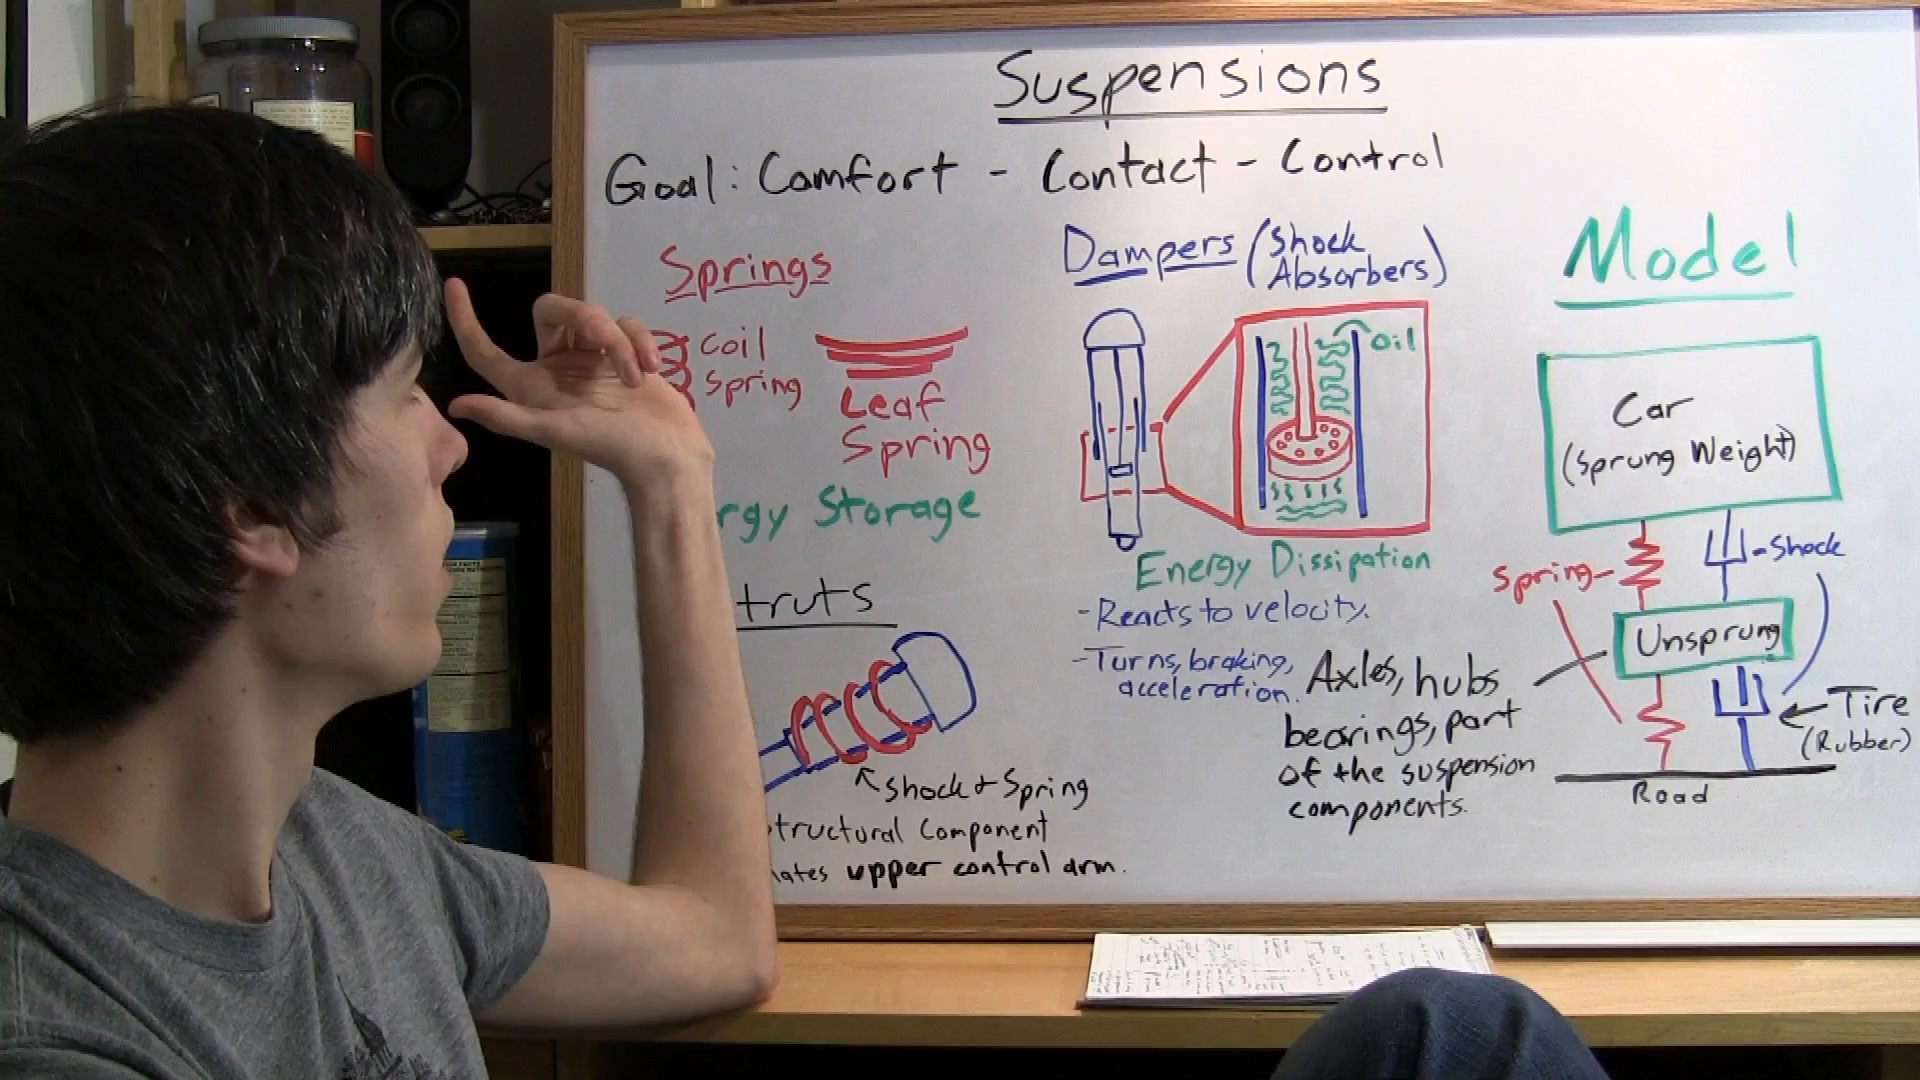 Suspensions
Goal: Comfort - Contact - Control
Springs
coil
spring
Leaf
Spring
rgy Storage
truts
Shock + Spring
tructural Component
nates upper control arm.
Dampers (Shock
Absorbers)
Oil
Energy Dissipation
- Reacts to velocity.
- Turns, braking,
acceleration.
Model
Car
(Sprung Weight)
Spring
- Shock
Unsprung
Axles, hubs
bearings, part
of the suspension
components.
Tire
(Rubber)
Road